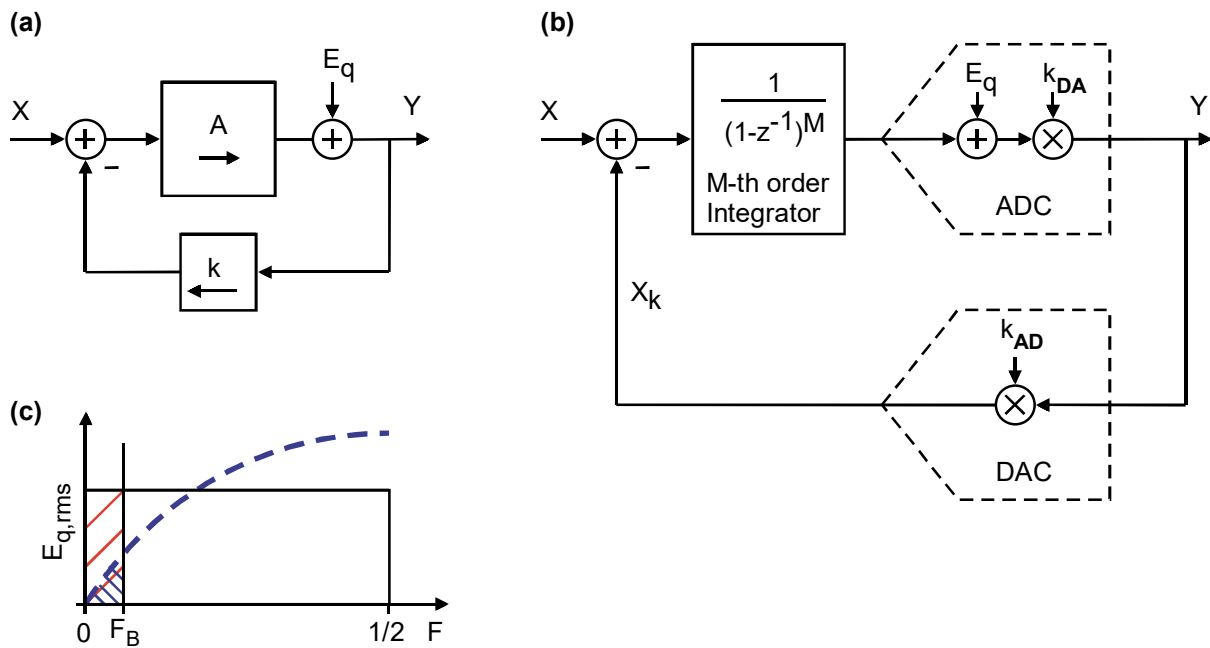 (a)
X
+
−
A
E_q
+
Y
k
(b)
X
+
−
1
(1-z^-1)^M
M-th order
Integrator
E_q
k_DA
+
×
ADC
Y
X_k
k_AD
×
DAC
(c)
E_q,rms
0
F_B
1/2
F